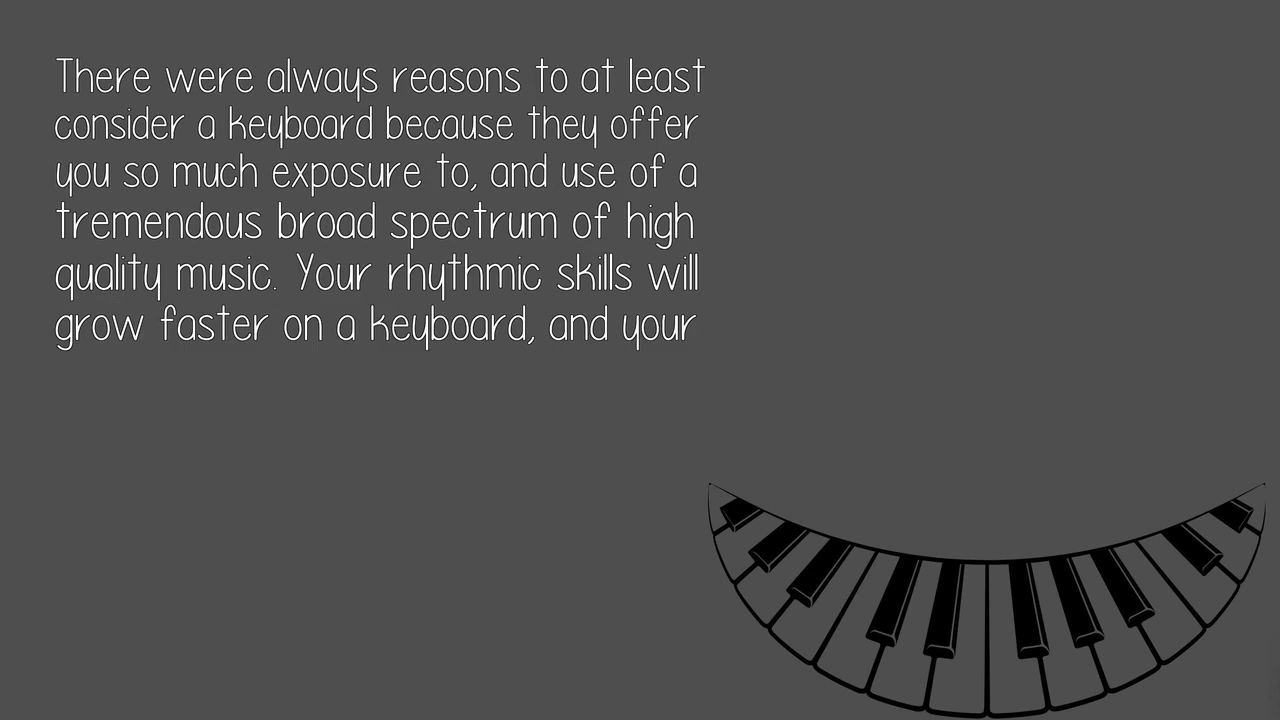 There were always reasons to at least
consider a keyboard because they offer
you so much exposure to, and use of a
tremendous broad spectrum of high
quality music. Your rhythmic skills will
grow faster on a keyboard, and your